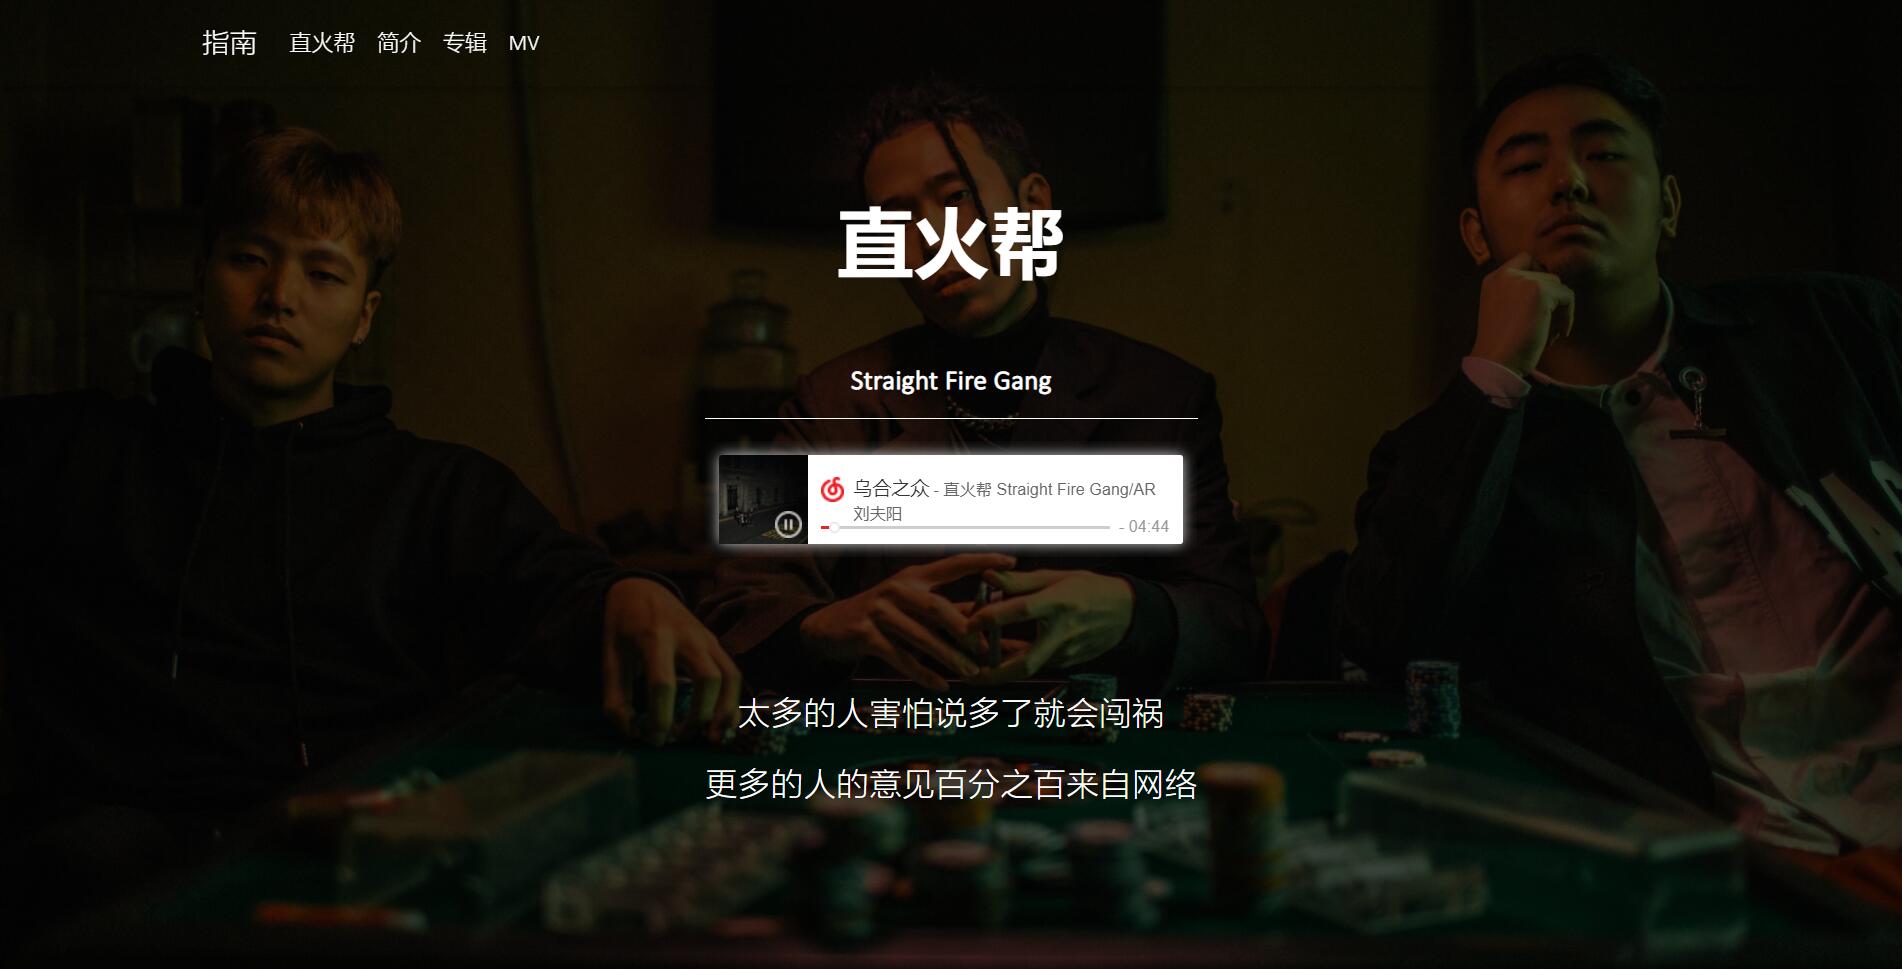 指南 直火帮 简介 专辑 MV
直火帮
Straight Fire Gang
乌合之众 - 直火帮 Straight Fire Gang/AR
刘夫阳
- 04:44
太多的人害怕说多了就会闯祸
更多的人的意见百分之百来自网络